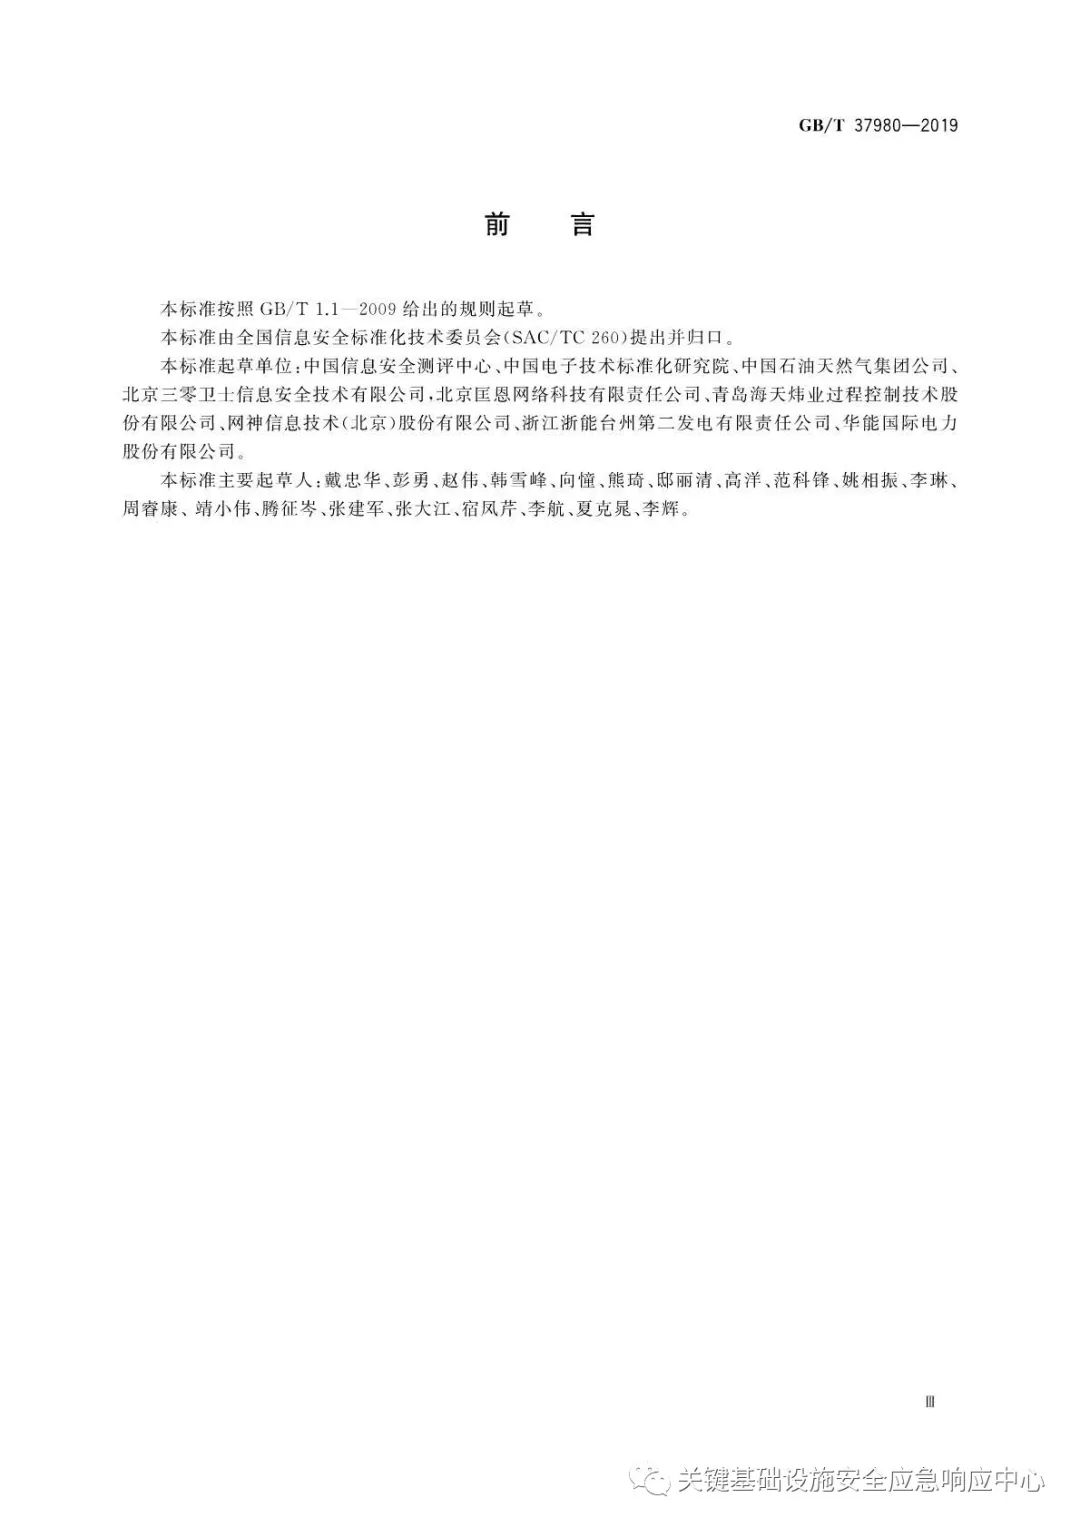 GB/T 37980—2019
前 言
本标准按照 GB/T 1.1—2009 给出的规则起草。
本标准由全国信息安全标准化技术委员会(SAC/TC 260)提出并归口。
本标准起草单位:中国信息安全测评中心、中国电子技术标准化研究院、中国石油天然气集团公司、
北京三零卫士信息安全技术有限公司,北京匡恩网络科技有限责任公司、青岛海天炜业过程控制技术股
份有限公司、网神信息技术(北京)股份有限公司、浙江浙能台州第二发电有限责任公司、华能国际电力
股份有限公司。
本标准主要起草人:戴忠华、彭勇、赵伟、韩雪峰、向憧、熊琦、邸丽清、高洋、范科锋、姚相振、李琳、
周睿康、靖小伟、腾征岑、张建军、张大江、宿凤芹、李航、夏克晁、李辉。
Ⅲ
关键基础设施安全应急响应中心